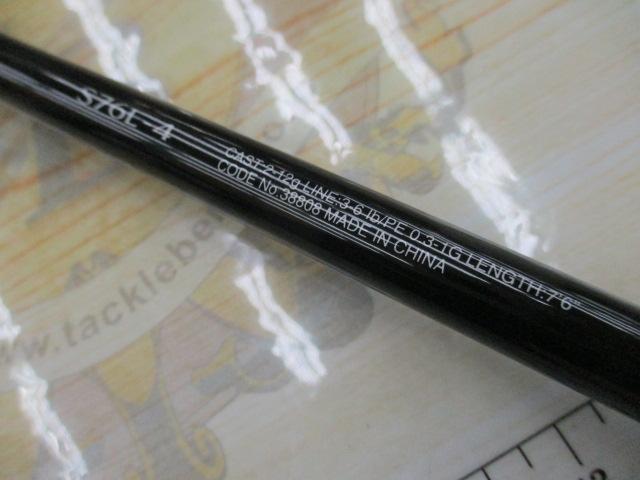 S76L-4
CAST:2-12g LINE:3-6 lb/PE 0.3-1G LENGTH:7'6"
CODE No.38808 MADE IN CHINA
www.tacklebe